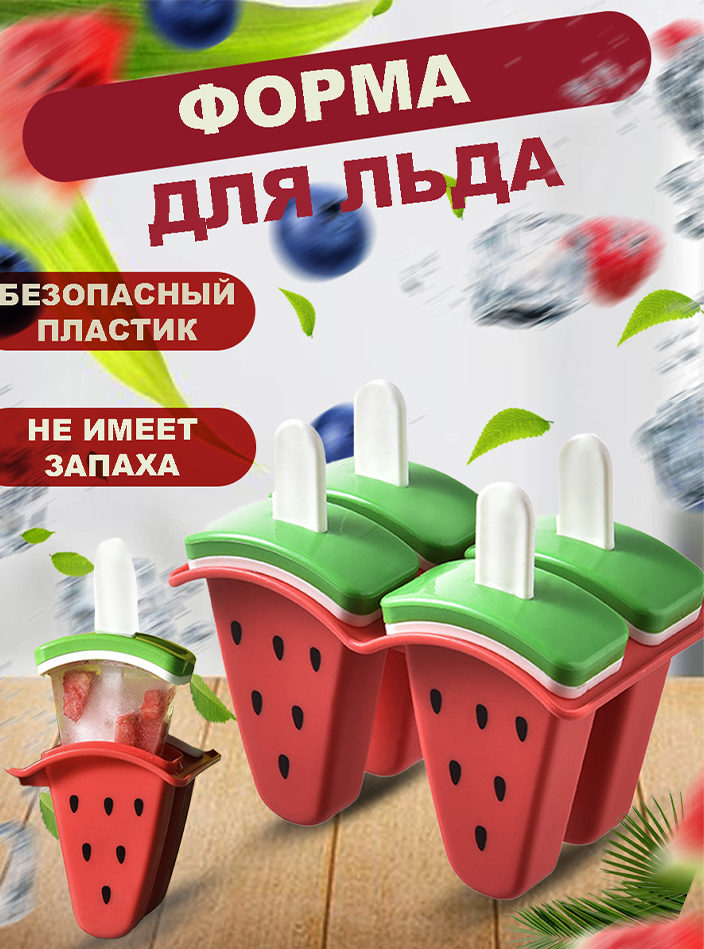 ФОРМА
ДЛЯ ЛЬДА
БЕЗОПАСНЫЙ
ПЛАСТИК
НЕ ИМЕЕТ
ЗАПАХА